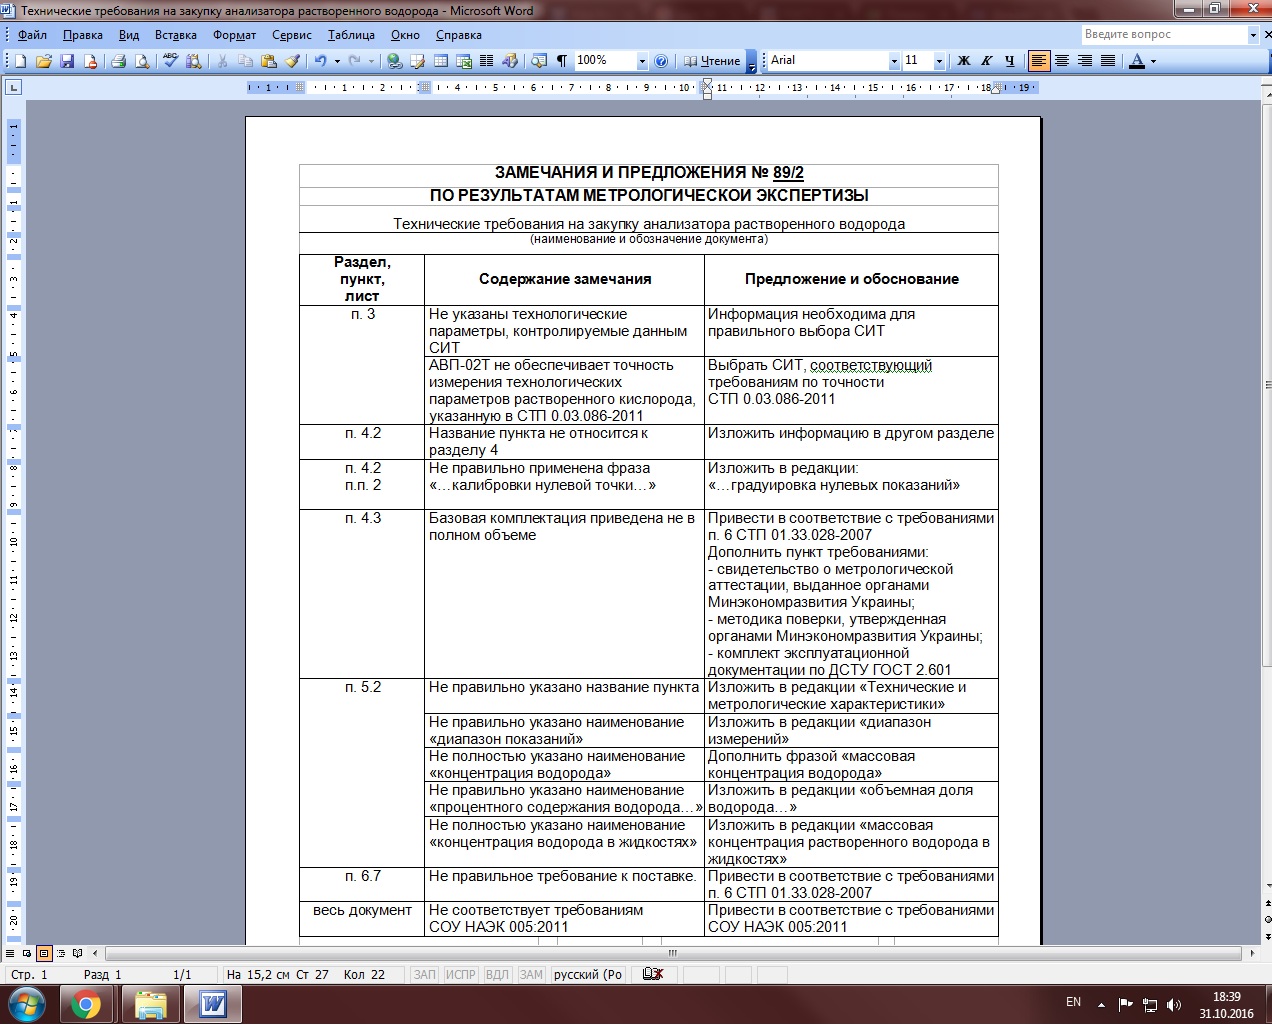 Технические требования на закупку анализатора растворенного водорода - Microsoft Word
Файл Правка Вид Вставка Формат Сервис Таблица Окно Справка
Введите вопрос
100%
Чтение
Arial
11
Ж К Ч
А
ЗАМЕЧАНИЯ И ПРЕДЛОЖЕНИЯ № 89/2
ПО РЕЗУЛЬТАТАМ МЕТРОЛОГИЧЕСКОЙ ЭКСПЕРТИЗЫ
Технические требования на закупку анализатора растворенного водорода
(наименование и обозначение документа)
Раздел,
пункт,
лист
Содержание замечания
Предложение и обоснование
п. 3
Не указаны технологические
параметры, контролируемые данным
СИТ
Информация необходима для
правильного выбора СИТ
АВП-02Т не обеспечивает точность
измерения технологических
параметров растворенного кислорода,
указанную в СТП 0.03.086-2011
Выбрать СИТ, соответствующий
требованиям по точности
СТП 0.03.086-2011
п. 4.2
Название пункта не относится к
разделу 4
Изложить информацию в другом разделе
п. 4.2
п.п. 2
Не правильно применена фраза
«…калибровки нулевой точки…»
Изложить в редакции:
«…градуировка нулевых показаний»
п. 4.3
Базовая комплектация приведена не в
полном объеме
Привести в соответствие с требованиями
п. 6 СТП 01.33.028-2007
Дополнить пункт требованиями:
- свидетельство о метрологической
аттестации, выданное органами
Минэкономразвития Украины;
- методика поверки, утвержденная
органами Минэкономразвития Украины;
- комплект эксплуатационной
документации по ДСТУ ГОСТ 2.601
п. 5.2
Не правильно указано название пункта
Изложить в редакции «Технические и
метрологические характеристики»
Не правильно указано наименование
«диапазон показаний»
Изложить в редакции «диапазон
измерений»
Не полностью указано наименование
«концентрация водорода»
Дополнить фразой «массовая
концентрация водорода»
Не правильно указано наименование
«процентного содержания водорода…»
Изложить в редакции «объемная доля
водорода…»
Не полностью указано наименование
«концентрация водорода в жидкостях»
Изложить в редакции «массовая
концентрация растворенного водорода в
жидкостях»
п. 6.7
Не правильное требование к поставке.
Привести в соответствие с требованиями
п. 6 СТП 01.33.028-2007
весь документ
Не соответствует требованиям
СОУ НАЭК 005:2011
Привести в соответствие с требованиями
СОУ НАЭК 005:2011
Стр. 1 Разд 1 1/1 На 15,2 см Ст 27 Кол 22 ЗАП ИСПР ВДЛ ЗАМ русский (Ро
EN
18:39
31.10.2016